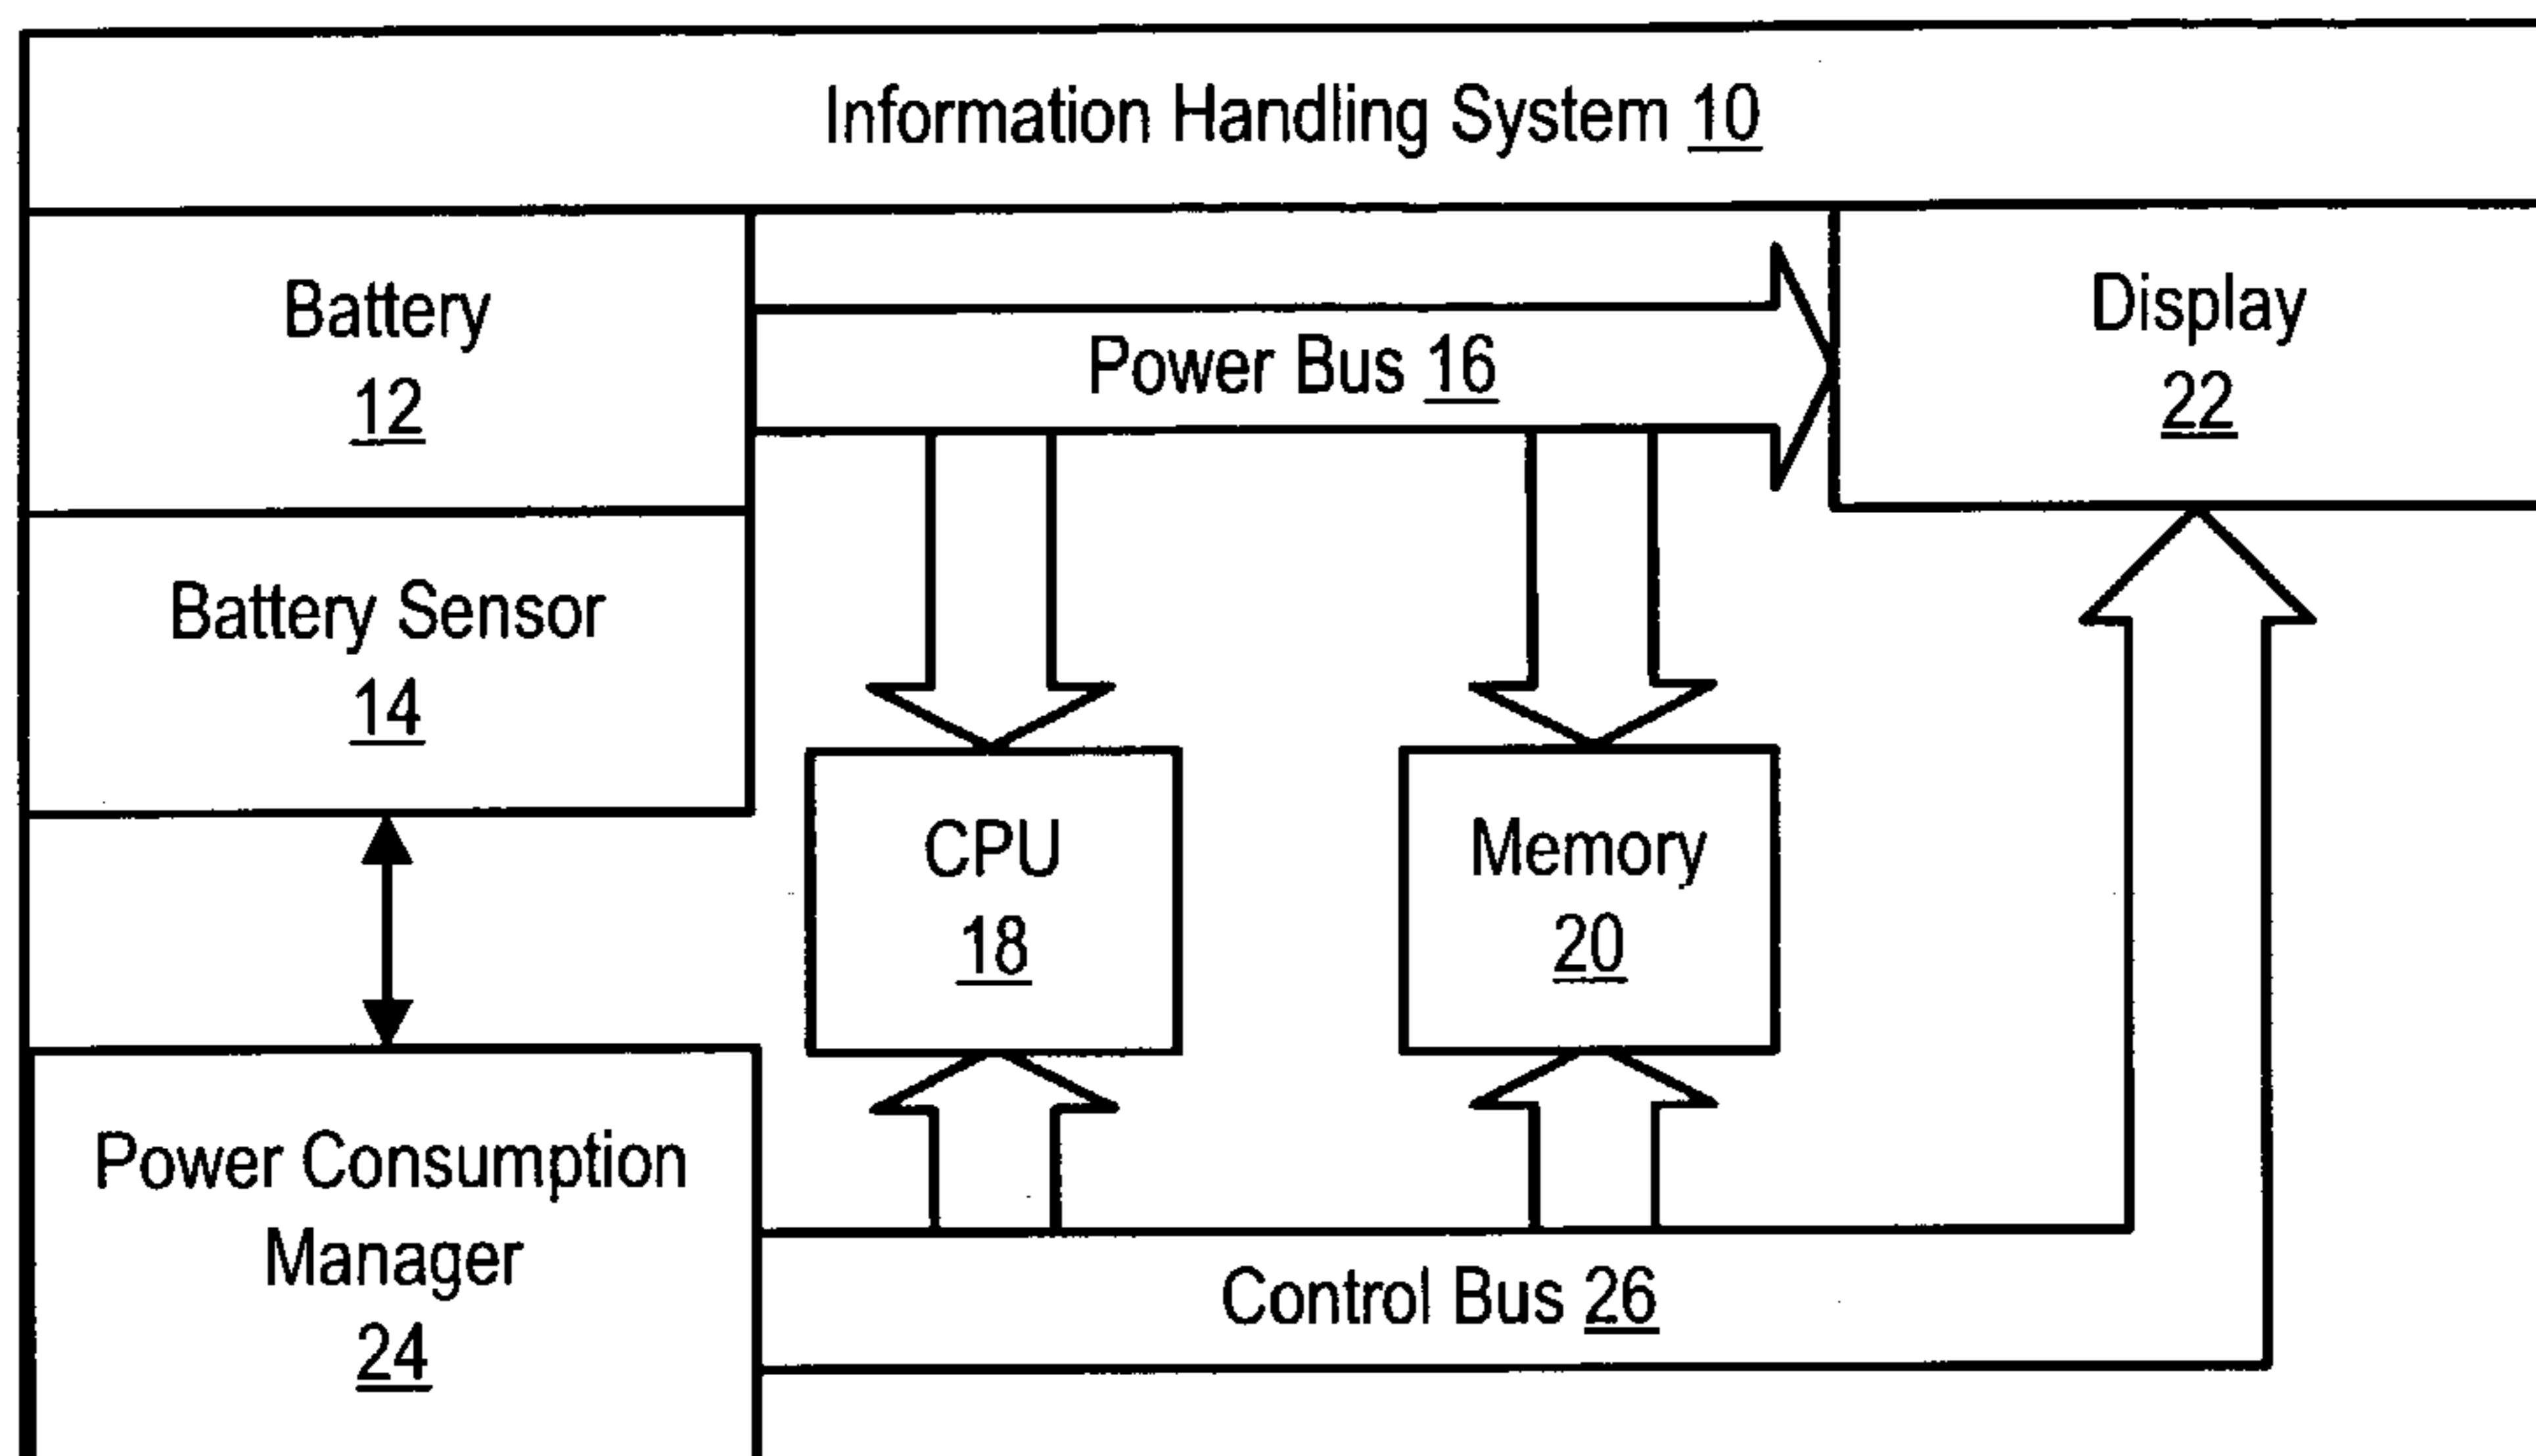 Information Handling System 10
Battery
12
Power Bus 16
Display
22
Battery Sensor
14
CPU
18
Memory
20
Power Consumption
Manager
24
Control Bus 26